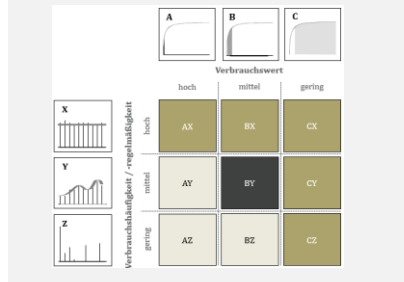 A
B
C
Verbrauchswert
hoch
mittel
gering
X
Y
Z
Verbrauchshäufigkeit / -regelmäßigkeit
hoch
mittel
gering
AX
BX
CX
AY
BY
CY
AZ
BZ
CZ